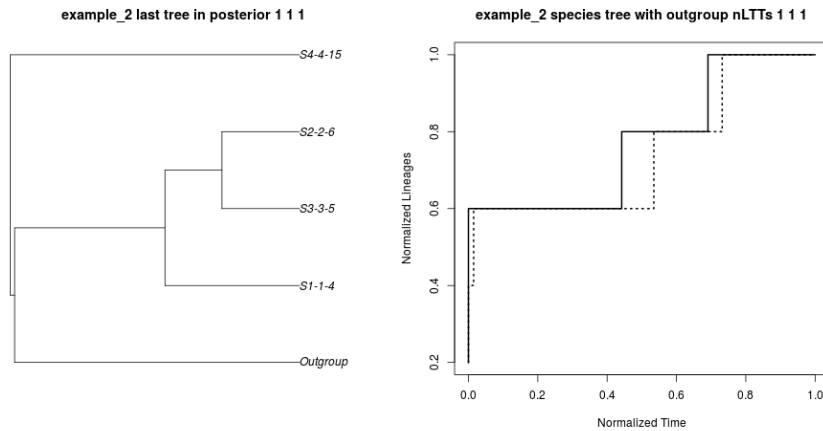 example_2 last tree in posterior 1 1 1
S4-4-15
S2-2-6
S3-3-5
S1-1-4
Outgroup
example_2 species tree with outgroup nLTTs 1 1 1
Normalized Lineages
1.0
0.8
0.6
0.4
0.2
0.0 0.2 0.4 0.6 0.8 1.0
Normalized Time